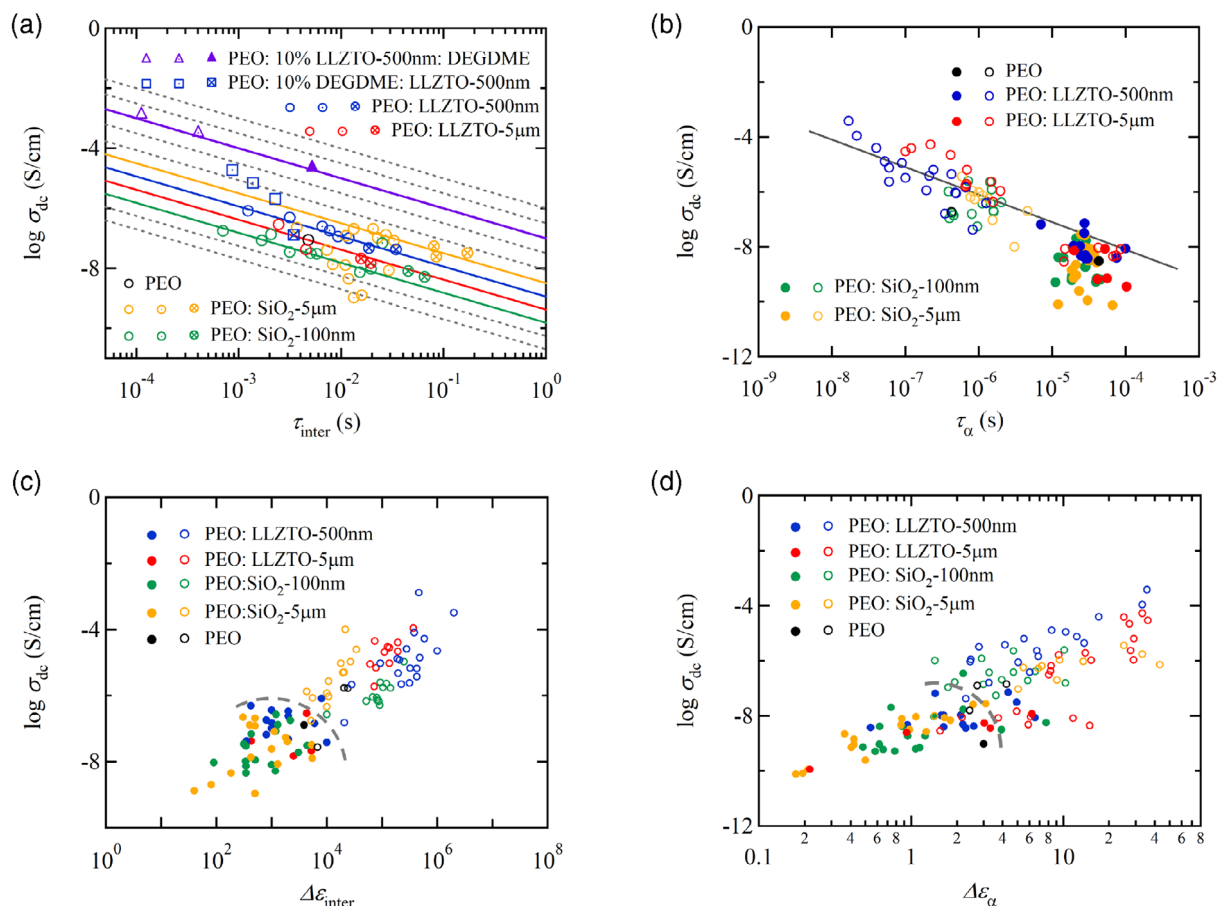 (a)
0
-4
-8
log σdc (S/cm)
PEO: 10% LLZTO-500nm: DEGDME
PEO: 10% DEGDME: LLZTO-500nm
PEO: LLZTO-500nm
PEO: LLZTO-5μm
PEO
PEO: SiO2-5μm
PEO: SiO2-100nm
10-4 10-3 10-2 10-1 100
τinter (s)
(b)
0
-4
-8
-12
log σdc (S/cm)
PEO
PEO: LLZTO-500nm
PEO: LLZTO-5μm
PEO: SiO2-100nm
PEO: SiO2-5μm
10-9 10-8 10-7 10-6 10-5 10-4 10-3
τα (s)
(c)
0
-4
-8
log σdc (S/cm)
PEO: LLZTO-500nm
PEO: LLZTO-5μm
PEO:SiO2-100nm
PEO:SiO2-5μm
PEO
100 102 104 106 108
Δεinter
(d)
0
-4
-8
-12
log σdc (S/cm)
PEO: LLZTO-500nm
PEO: LLZTO-5μm
PEO: SiO2-100nm
PEO: SiO2-5μm
PEO
0.1 2 4 6 8 1 2 4 6 8 10 2 4 6 8
Δεα